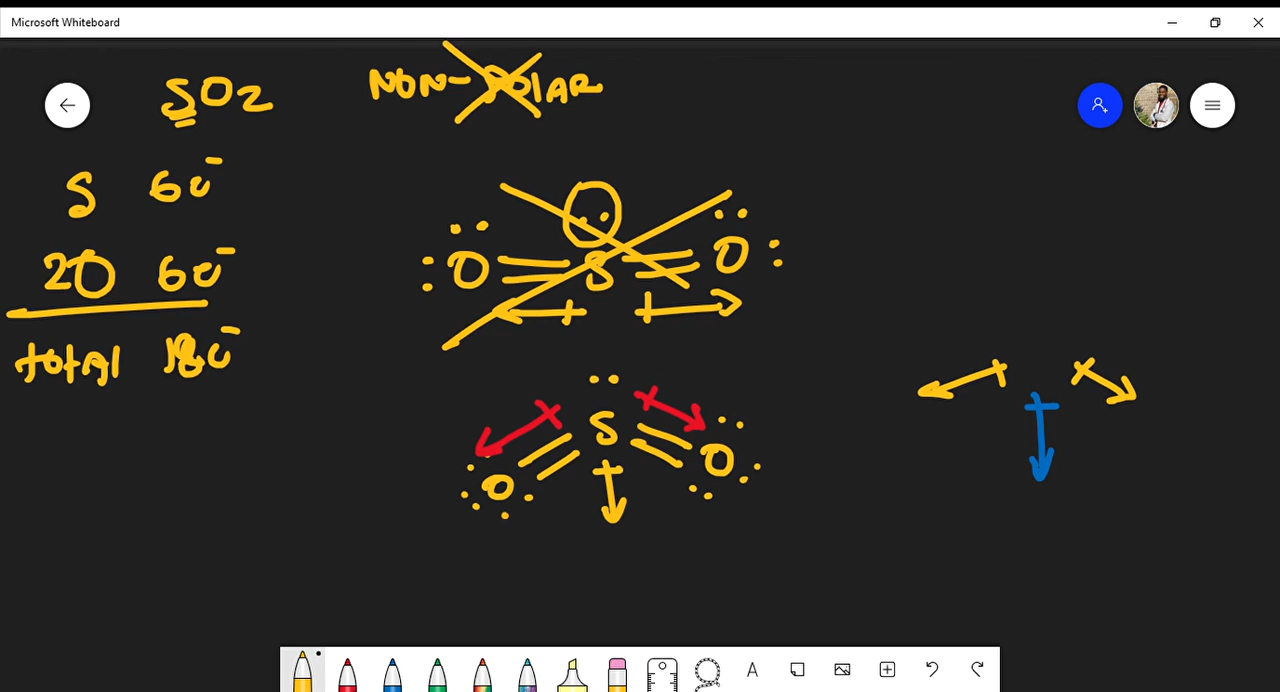 Microsoft Whiteboard
SO2
NON-POLAR
S 6e-
2O 6e-
total 18e-
:O=S=O:
S
O O
A